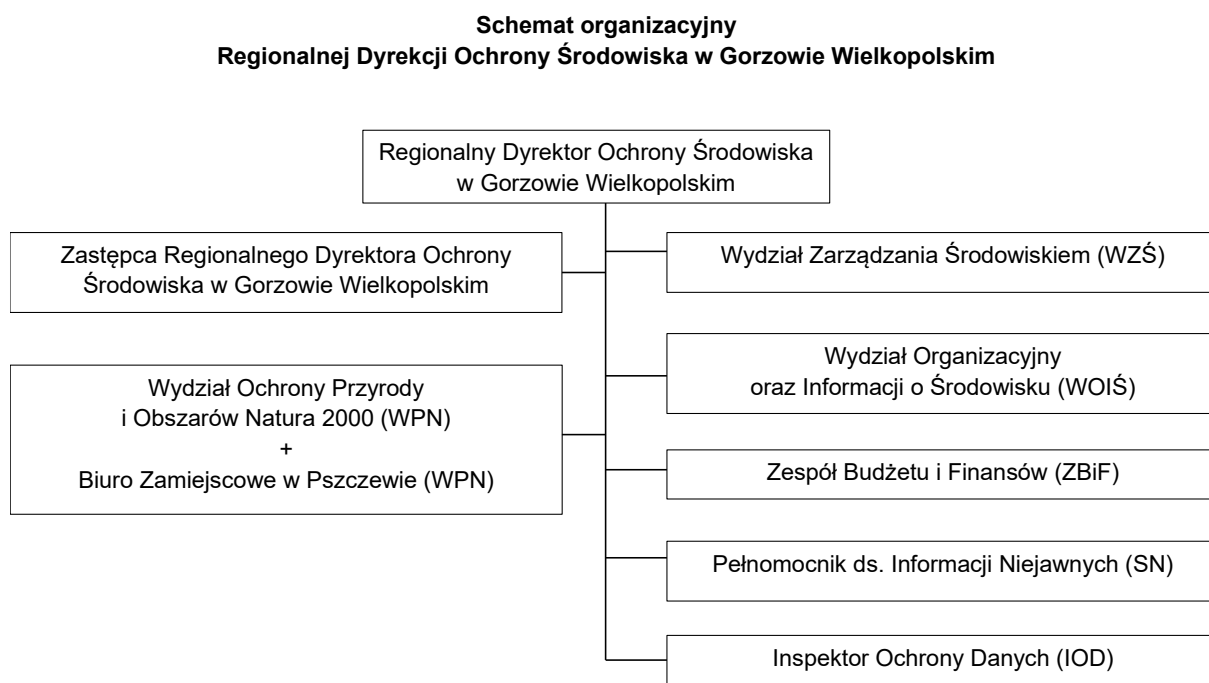 Schemat organizacyjny
Regionalnej Dyrekcji Ochrony Środowiska w Gorzowie Wielkopolskim
Regionalny Dyrektor Ochrony Środowiska
w Gorzowie Wielkopolskim
Zastępca Regionalnego Dyrektora Ochrony
Środowiska w Gorzowie Wielkopolskim
Wydział Ochrony Przyrody
i Obszarów Natura 2000 (WPN)
+
Biuro Zamiejscowe w Pszczewie (WPN)
Wydział Zarządzania Środowiskiem (WZŚ)
Wydział Organizacyjny
oraz Informacji o Środowisku (WOIŚ)
Zespół Budżetu i Finansów (ZBiF)
Pełnomocnik ds. Informacji Niejawnych (SN)
Inspektor Ochrony Danych (IOD)